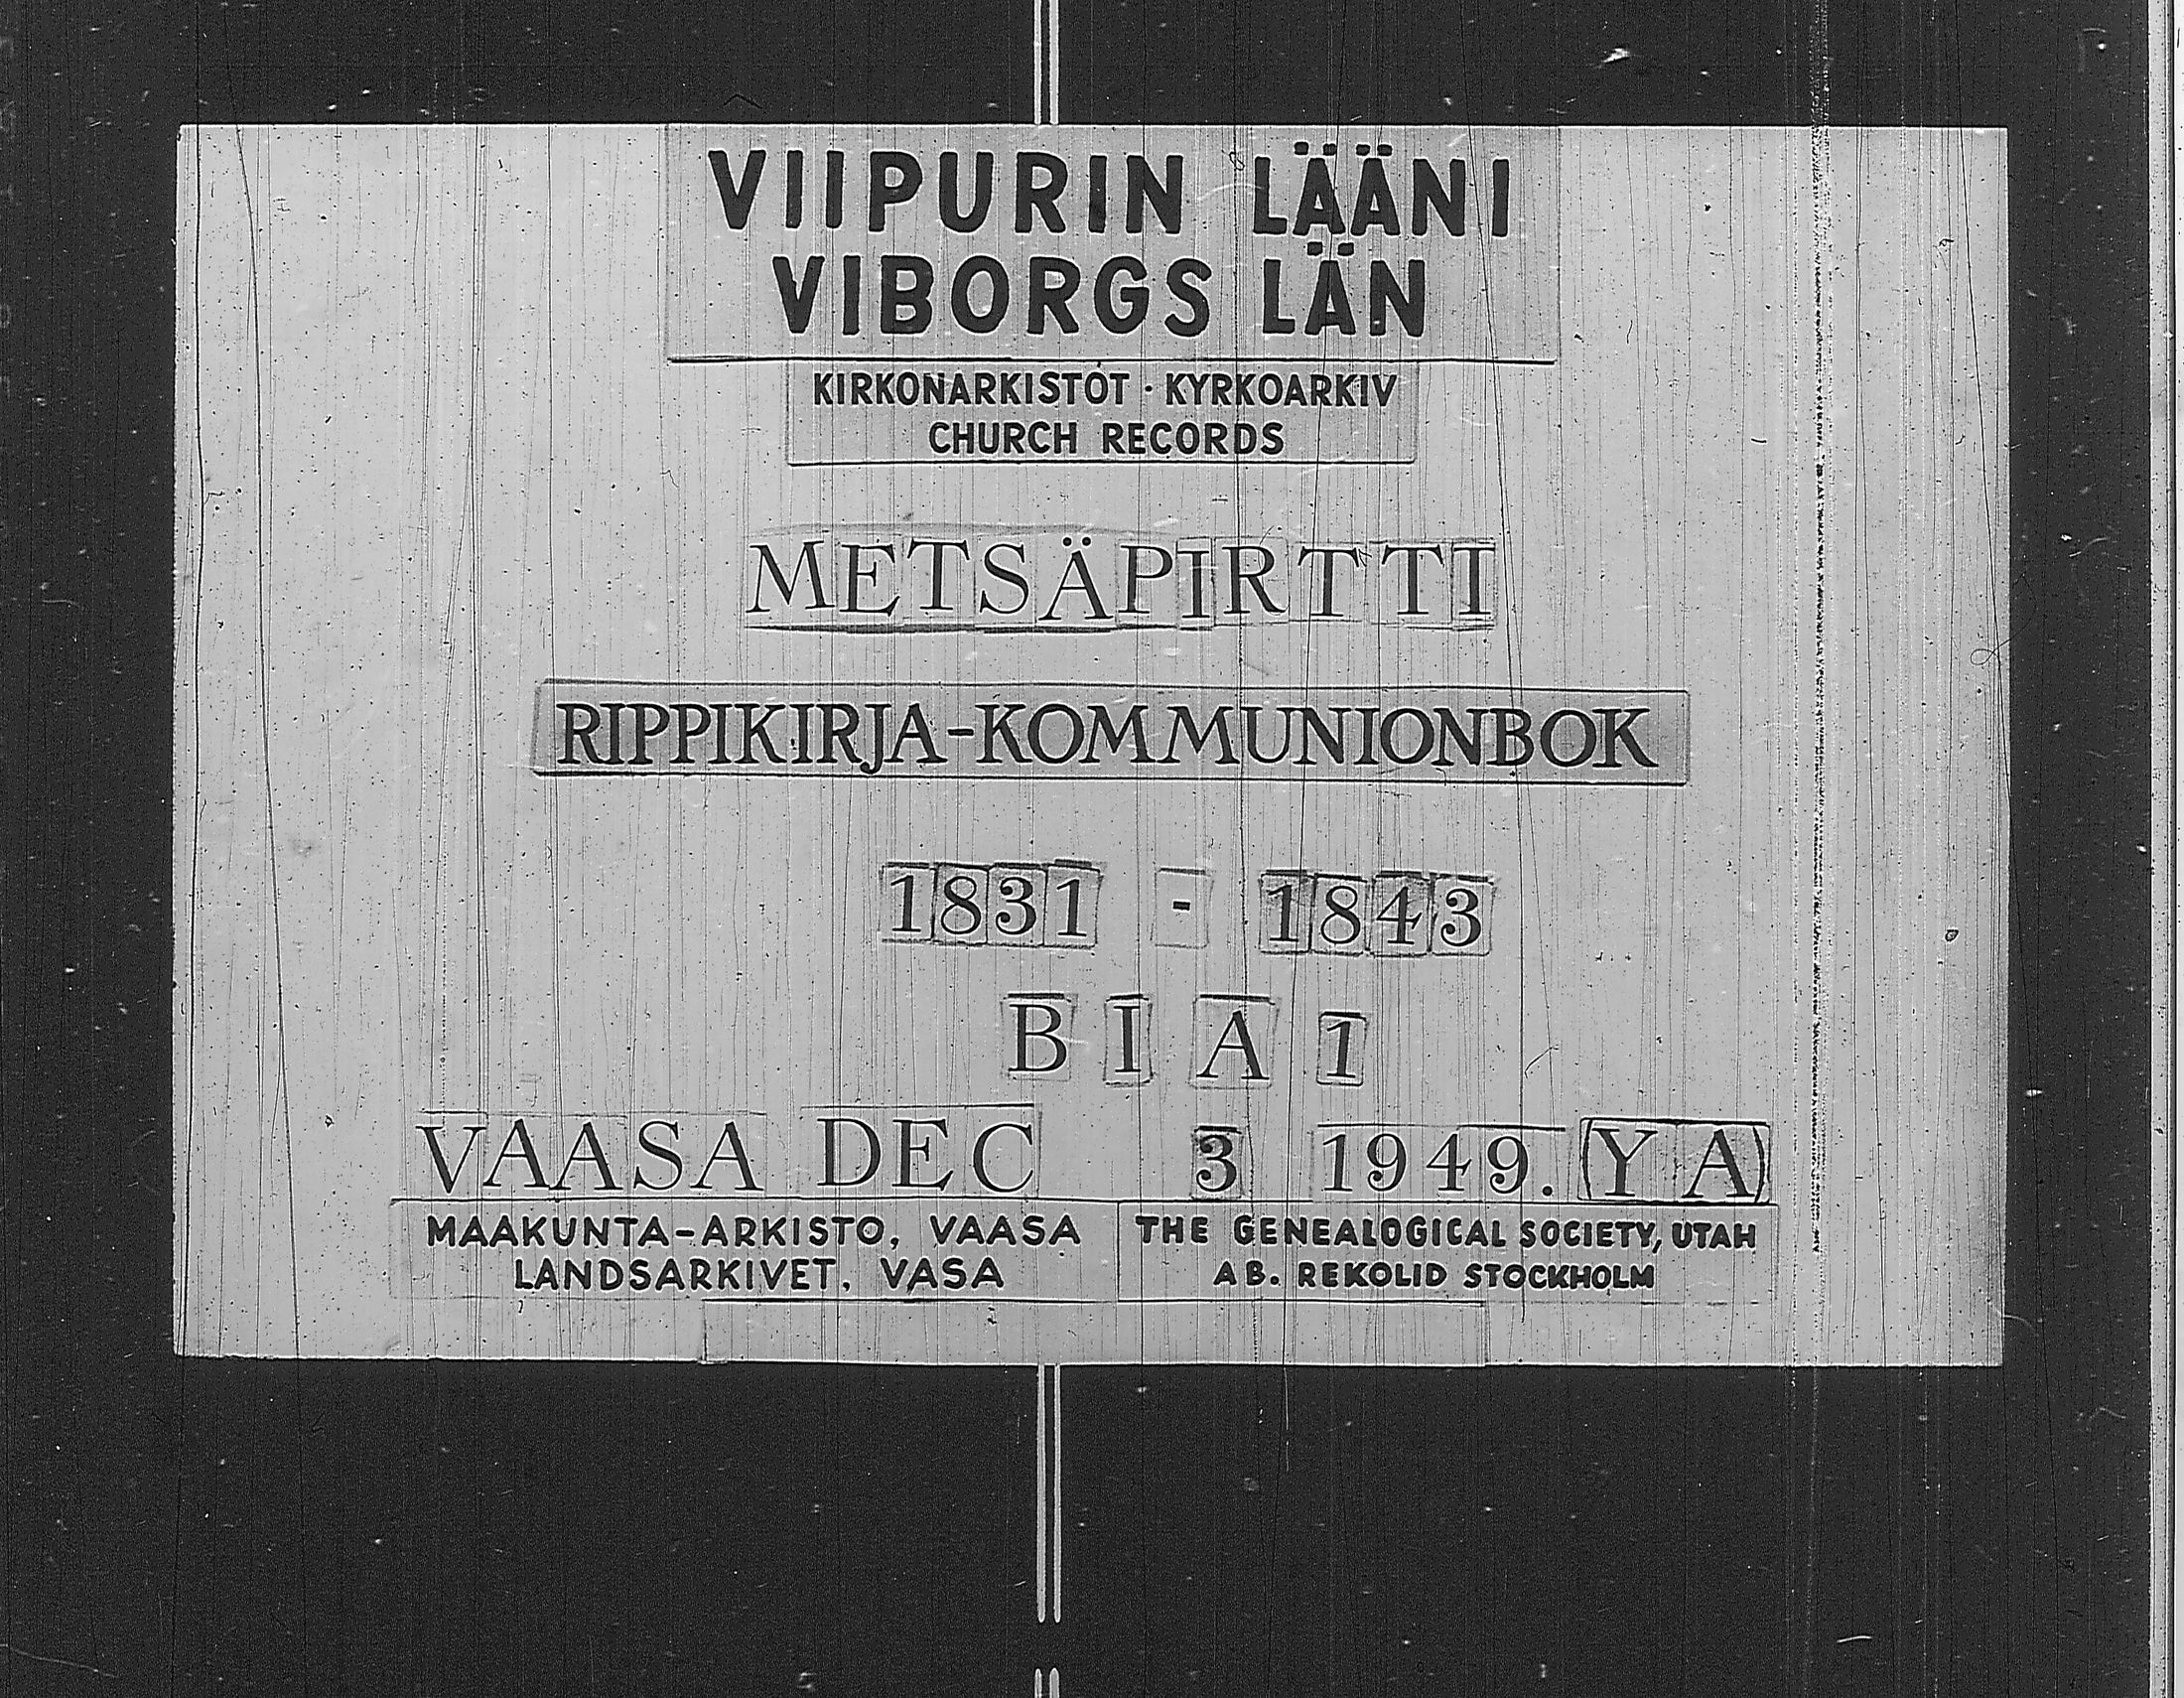 VIIPURIN LÄÄNI
VIBORGS LÄN
KIRKONARKISTOT · KYRKOARKIV
CHURCH RECORDS
METSÄPIRTTI
RIPPIKIRJA-KOMMUNIONBOK
1831 - 1843
B I A 1
VAASA DEC 3 1949. (YA)
MAAKUNTA-ARKISTO, VAASA
LANDSARKIVET, VASA
THE GENEALOGICAL SOCIETY, UTAH
AB. REKOLID STOCKHOLM